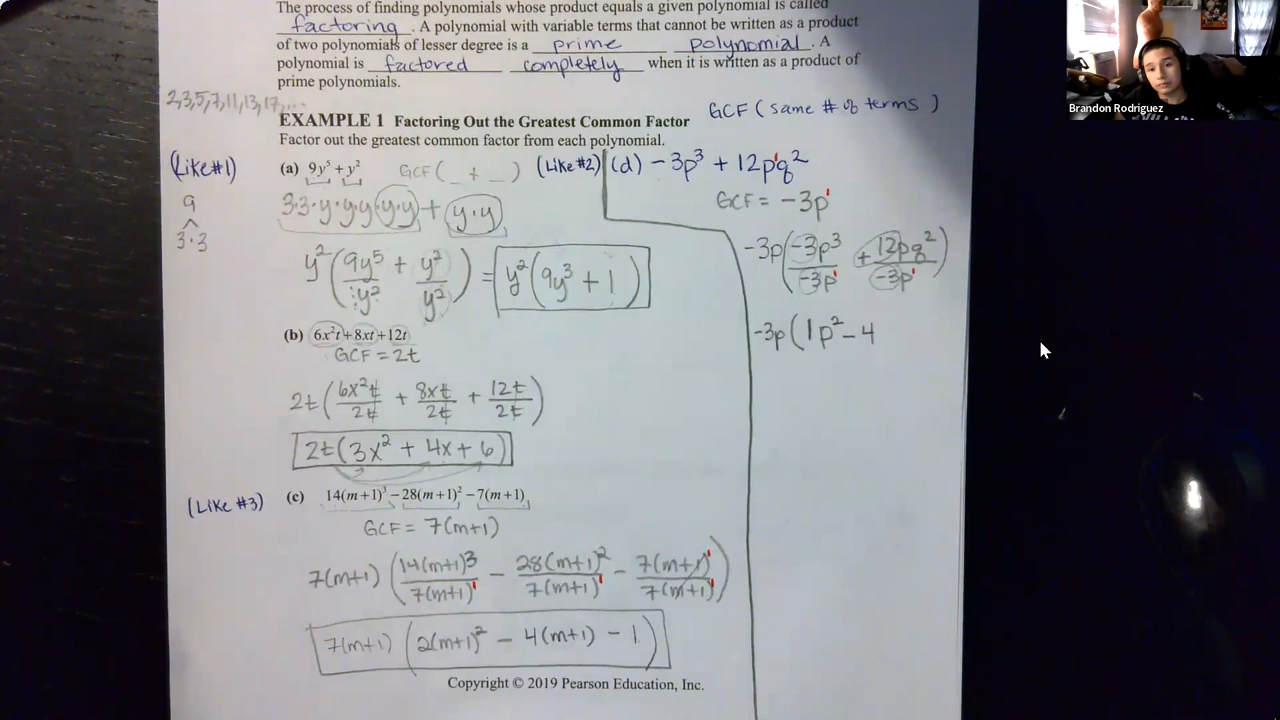 The process of finding polynomials whose product equals a given polynomial is called
factoring. A polynomial with variable terms that cannot be written as a product
of two polynomials of lesser degree is a prime polynomial. A
polynomial is factored completely when it is written as a product of
prime polynomials.
2,3,5,7,11,13,17,...
GCF (same # of terms)
EXAMPLE 1 Factoring Out the Greatest Common Factor
Factor out the greatest common factor from each polynomial.
(Like #1)
(a) 9y⁵ + y²
GCF( _ + _ )
9
3·3
3·3·y·y·y·y·y + y·y
y²(9y⁵/y² + y²/y²) = y²(9y³ + 1)
(b) 6x²t+8xt+12t
GCF = 2t
2t(6x²t/2t + 8xt/2t + 12t/2t)
2t(3x² + 4x + 6)
(Like #3)
(c) 14(m+1)³ −28(m+1)² −7(m+1)
GCF = 7(m+1)
7(m+1) (14(m+1)³/7(m+1)¹ − 28(m+1)²/7(m+1)¹ − 7(m+1)¹/7(m+1)¹)
7(m+1) (2(m+1)² − 4(m+1) − 1)
(Like #2) (d) −3p³ + 12p¹q²
GCF = −3p¹
-3p(−3p³/−3p¹ + 12pq²/−3p¹)
-3p(1p² − 4
Copyright © 2019 Pearson Education, Inc.
Brandon Rodriguez